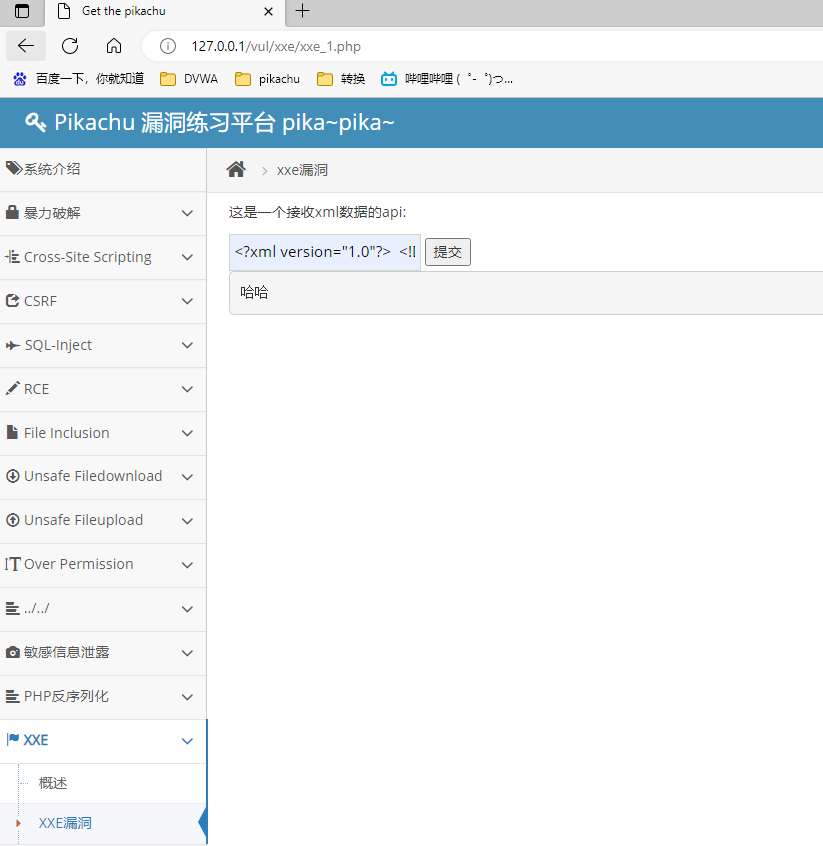 Get the pikachu
127.0.0.1/vul/xxe/xxe_1.php
百度一下，你就知道 DVWA pikachu 转换 哔哩哔哩 (゜-゜)つ...
Pikachu 漏洞练习平台 pika~pika~
系统介绍
暴力破解
Cross-Site Scripting
CSRF
SQL-Inject
RCE
File Inclusion
Unsafe Filedownload
Unsafe Fileupload
Over Permission
../../
敏感信息泄露
PHP反序列化
XXE
概述
XXE漏洞
xxe漏洞
这是一个接收xml数据的api:
<?xml version="1.0"?> <!I 提交
哈哈